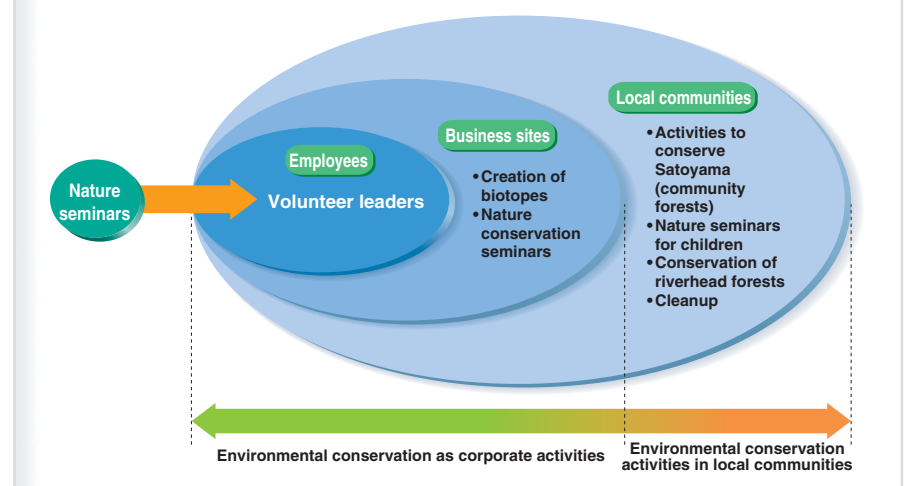 Nature
seminars
Employees
Volunteer leaders
Business sites
•Creation of
biotopes
•Nature
conservation
seminars
Local communities
•Activities to
conserve
Satoyama
(community
forests)
•Nature seminars
for children
•Conservation of
riverhead forests
•Cleanup
Environmental conservation as corporate activities
Environmental conservation
activities in local communities